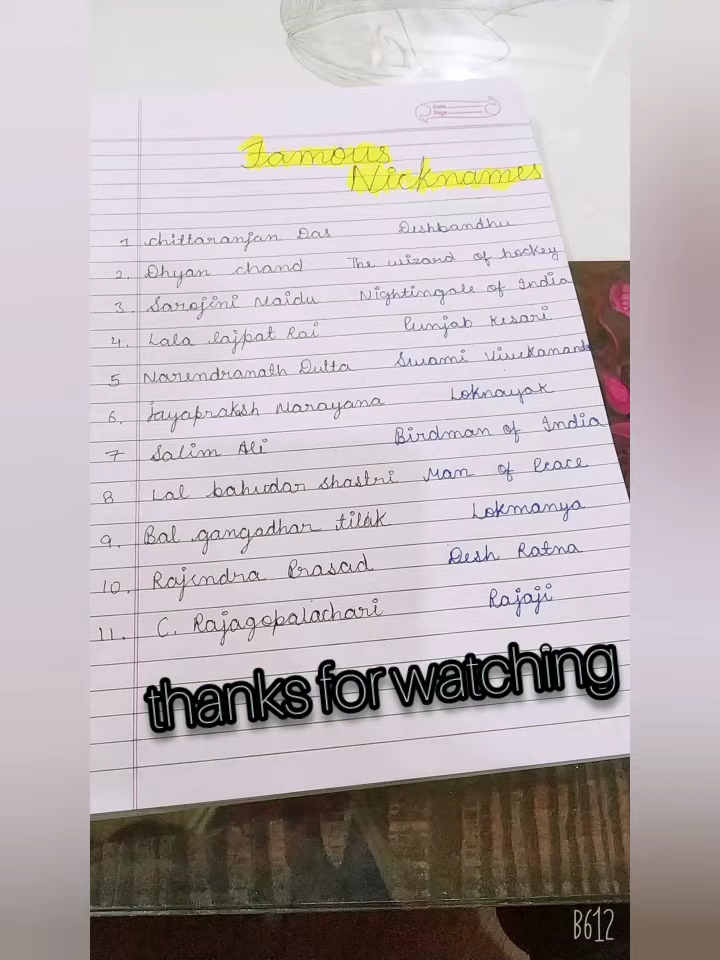 Date
Page
Famous
Nicknames
1 Chittaranjan Das Deshbandhu
2. Dhyan chand The wizard of hockey
3. Sarojini Naidu Nightingale of India
4. Lala lajpat Rai Punjab Kesari
5 Narendranath Dutta Swami Vivekananda
6. Jayapraksh Narayana Loknayak
7 Salim Ali Birdman of India
8 Lal bahudar shastri Man of Peace
9. Bal gangadhar tilak Lokmanya
10. Rajendra Prasad Desh Ratna
11. C. Rajagopalachari Rajaji
thanks for watching
B612